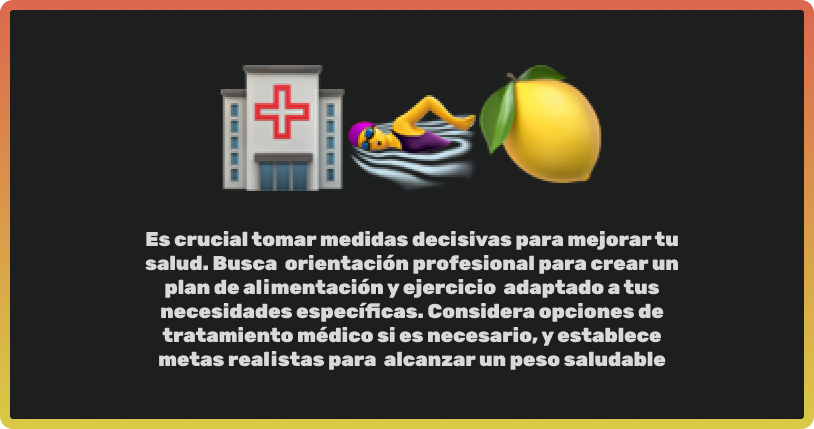 Es crucial tomar medidas decisivas para mejorar tu
salud. Busca  orientación profesional para crear un
plan de alimentación y ejercicio  adaptado a tus
necesidades específicas. Considera opciones de
tratamiento médico si es necesario, y establece
metas realistas para  alcanzar un peso saludable